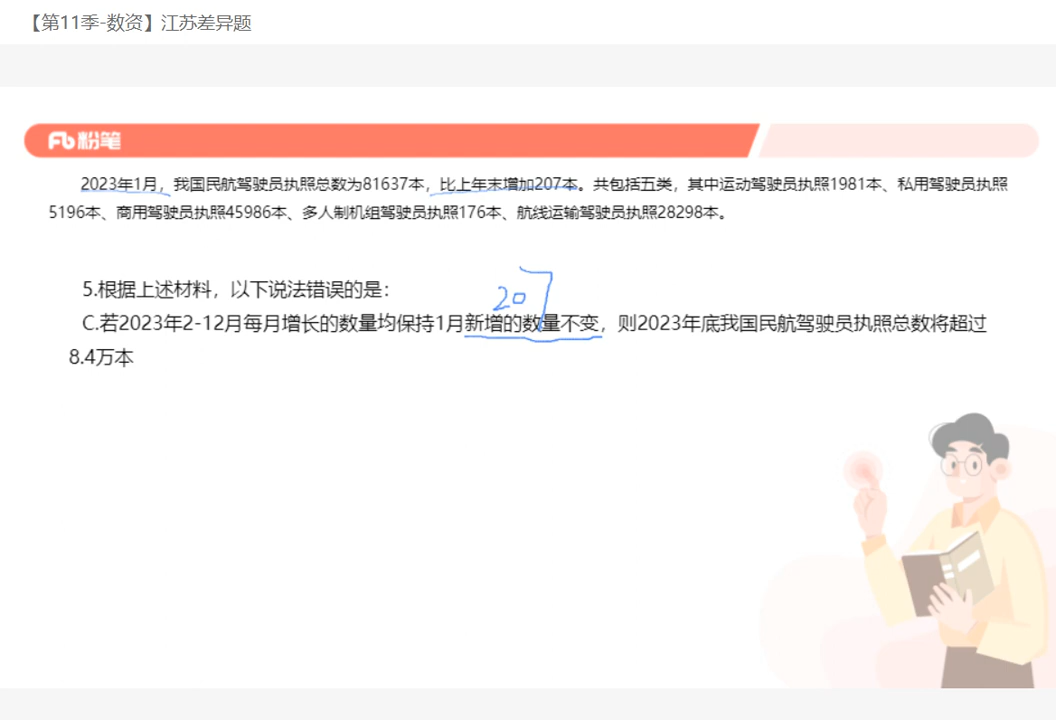 【第11季-数资】江苏差异题
粉笔
2023年1月，我国民航驾驶员执照总数为81637本，比上年末增加207本。共包括五类，其中运动驾驶员执照1981本、私用驾驶员执照
5196本、商用驾驶员执照45986本、多人制机组驾驶员执照176本、航线运输驾驶员执照28298本。
5.根据上述材料，以下说法错误的是：
207
C.若2023年2-12月每月增长的数量均保持1月新增的数量不变，则2023年底我国民航驾驶员执照总数将超过
8.4万本